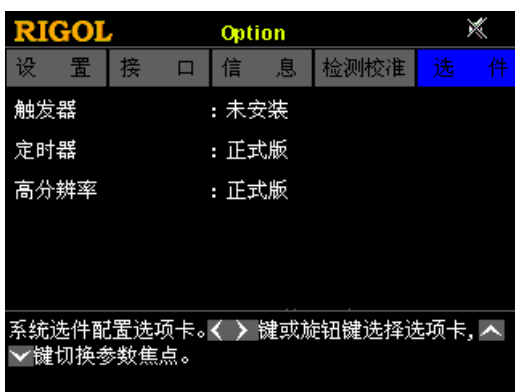 RIGOL Option
设 置 接 口 信 息 检测校准 选 件
触发器 : 未安装
定时器 : 正式版
高分辨率 : 正式版
系统选件配置选项卡。< > 键或旋钮键选择选项卡,
键切换参数焦点。